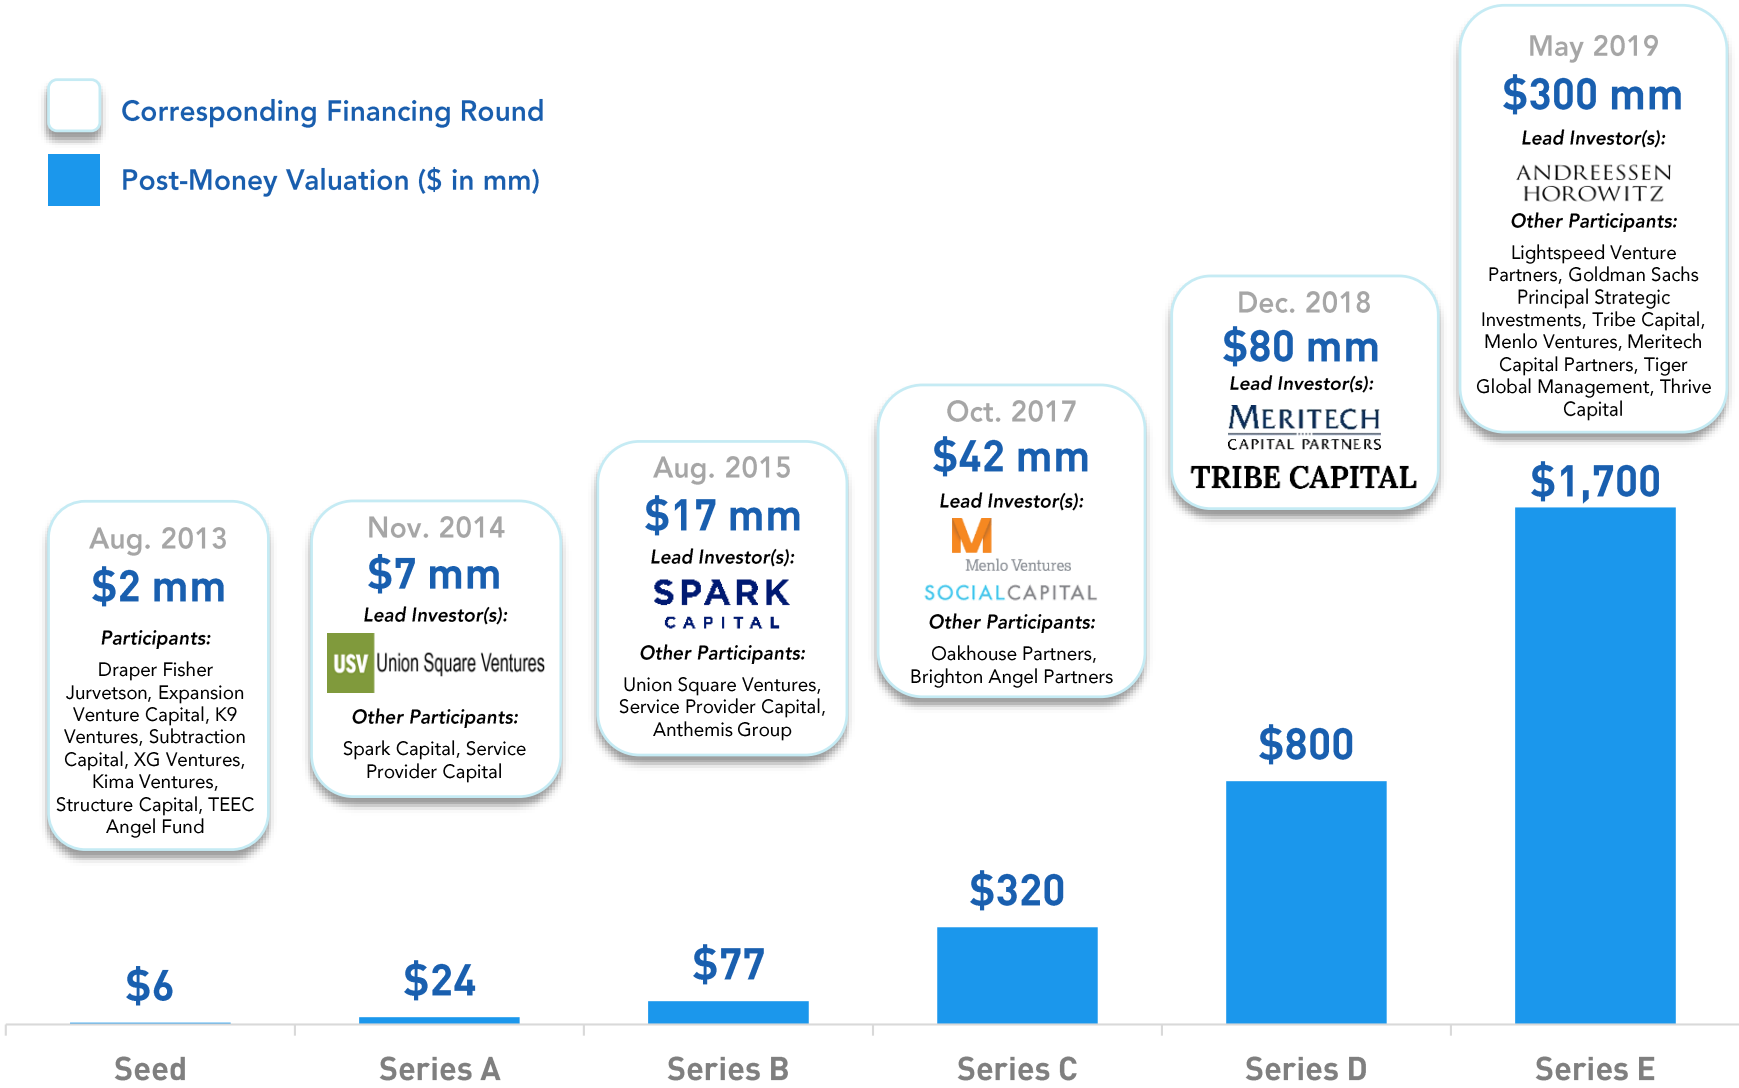 Corresponding Financing Round
Post-Money Valuation ($ in mm)
Aug. 2013
$2 mm
Participants:
Draper Fisher
Jurvetson, Expansion
Venture Capital, K9
Ventures, Subtraction
Capital, XG Ventures,
Kima Ventures,
Structure Capital, TEEC
Angel Fund
Nov. 2014
$7 mm
Lead Investor(s):
USV Union Square Ventures
Other Participants:
Spark Capital, Service
Provider Capital
Aug. 2015
$17 mm
Lead Investor(s):
SPARK
CAPITAL
Other Participants:
Union Square Ventures,
Service Provider Capital,
Anthemis Group
Oct. 2017
$42 mm
Lead Investor(s):
M
Menlo Ventures
SOCIALCAPITAL
Other Participants:
Oakhouse Partners,
Brighton Angel Partners
Dec. 2018
$80 mm
Lead Investor(s):
MERITECH
CAPITAL PARTNERS
TRIBE CAPITAL
May 2019
$300 mm
Lead Investor(s):
ANDREESSEN
HOROWITZ
Other Participants:
Lightspeed Venture
Partners, Goldman Sachs
Principal Strategic
Investments, Tribe Capital,
Menlo Ventures, Meritech
Capital Partners, Tiger
Global Management, Thrive
Capital
$6
$24
$77
$320
$800
$1,700
Seed
Series A
Series B
Series C
Series D
Series E